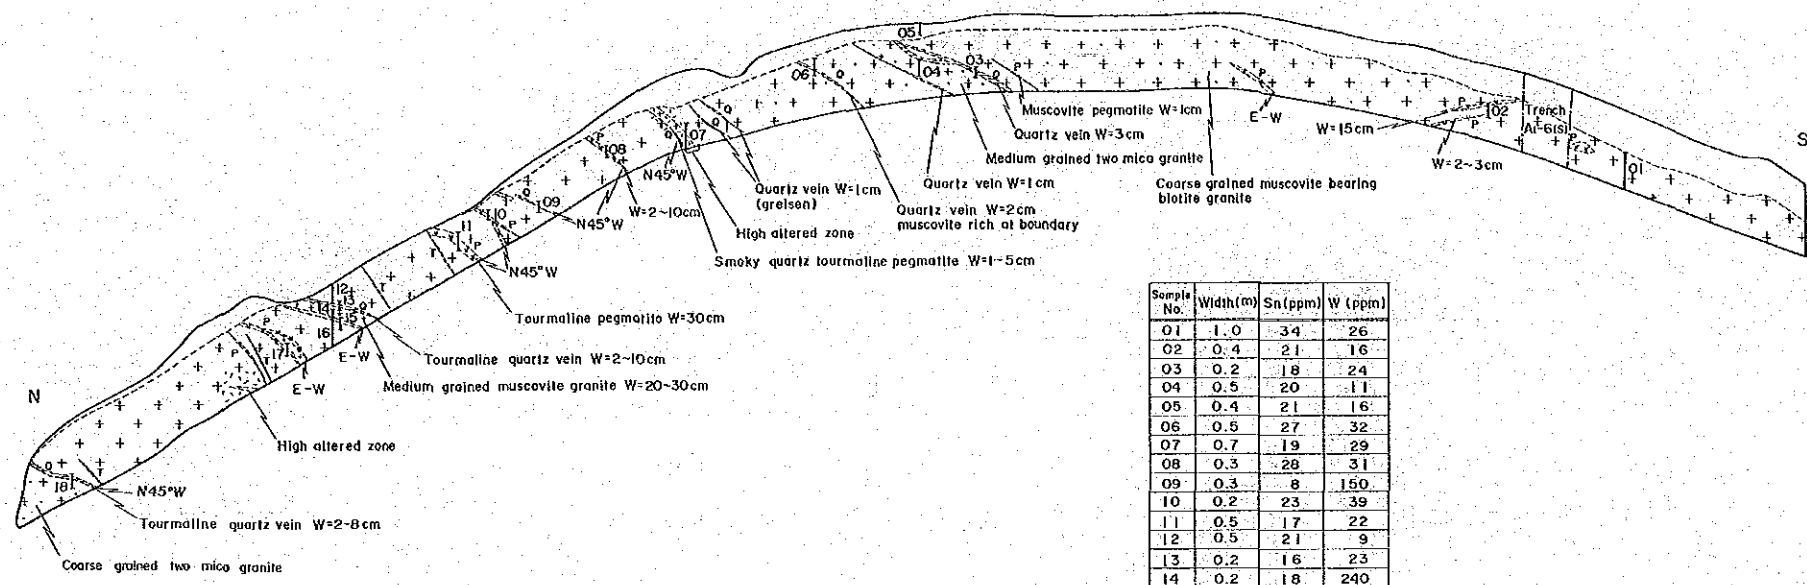 05
S
06
Q
04
03
Q
P
Muscovite pegmatite W=1cm
Quartz vein W=3cm
Medium grained two mica granite
Quartz vein W=1cm
Quartz vein W=2cm
muscovite rich at boundary
Coarse grained muscovite bearing
biotite granite
P
E-W
W=15cm
P
P
02
W=2~3cm
Trench
At-6(S)
P
01
Q
Q
Q
07
N45°W
Quartz vein W=1cm
(greisen)
High altered zone
Smoky quartz tourmaline pegmatite W=1~5cm
P
08
W=2~10cm
Q
09
N45°W
10
P
N45°W
11
T
P
Tourmaline pegmatite W=30cm
12
13
14
15
16
Q
T
E-W
Tourmaline quartz vein W=2~10cm
Medium grained muscovite granite W=20~30cm
P
P
T
17
E-W
High altered zone
N
Q
T
18
N45°W
Tourmaline quartz vein W=2~8cm
Coarse grained two mica granite
Sample No. Width(m) Sn(ppm) W (ppm)
01 1.0 34 26
02 0.4 21 16
03 0.2 18 24
04 0.5 20 11
05 0.4 21 16
06 0.5 27 32
07 0.7 19 29
08 0.3 28 31
09 0.3 8 150
10 0.2 23 39
11 0.5 17 22
12 0.5 21 9
13 0.2 16 23
14 0.2 18 240